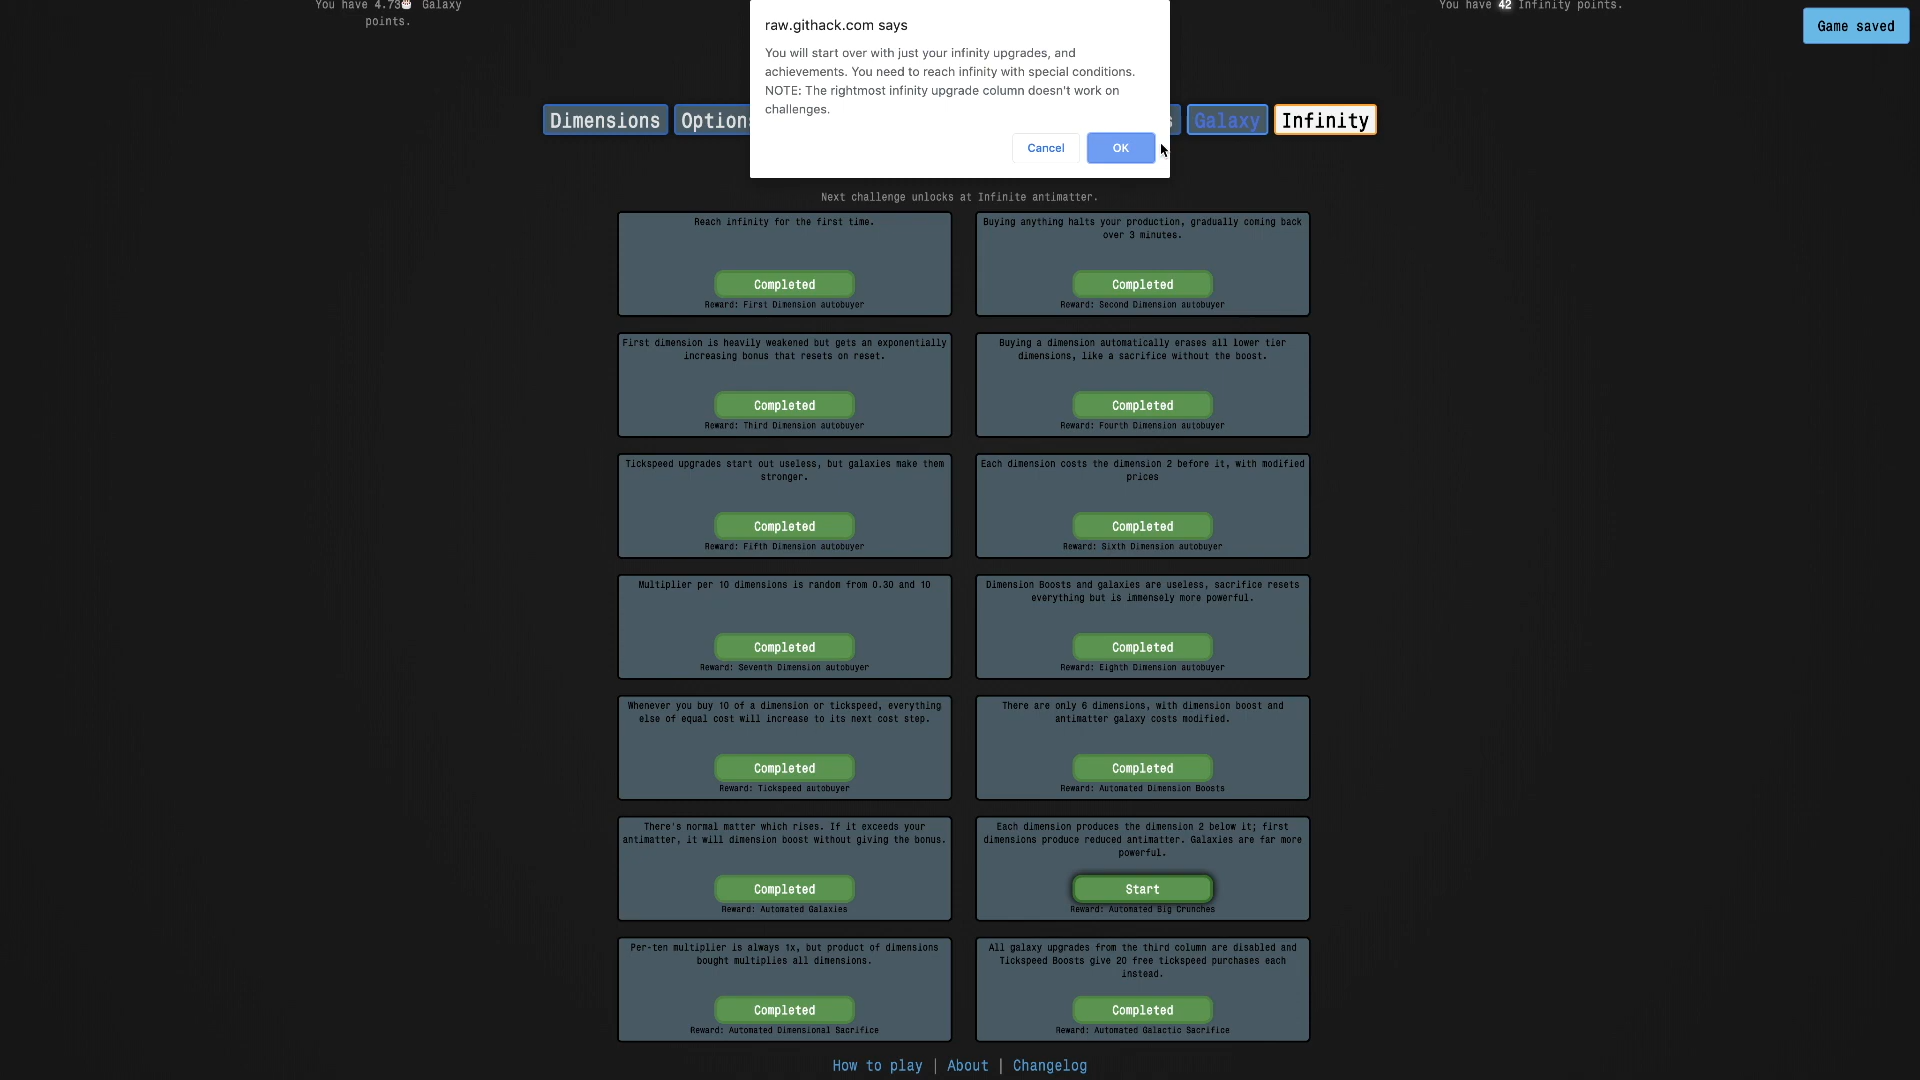 You have 4.73 Galaxy
points.
raw.githack.com says
You will start over with just your infinity upgrades, and
achievements. You need to reach infinity with special conditions.
NOTE: The rightmost infinity upgrade column doesn't work on
challenges.
Cancel
OK
You have 42 Infinity points.
Game saved
Dimensions
Galaxy
Infinity
Next challenge unlocks at Infinite antimatter.
Reach infinity for the first time.
Completed
Reward: First Dimension autobuyer
Buying anything halts your production, gradually coming back
over 3 minutes.
Completed
Reward: Second Dimension autobuyer
First dimension is heavily weakened but gets an exponentially
increasing bonus that resets on reset.
Completed
Reward: Third Dimension autobuyer
Buying a dimension automatically erases all lower tier
dimensions, like a sacrifice without the boost.
Completed
Reward: Fourth Dimension autobuyer
Tickspeed upgrades start out useless, but galaxies make them
stronger.
Completed
Reward: Fifth Dimension autobuyer
Each dimension costs the dimension 2 before it, with modified
prices
Completed
Reward: Sixth Dimension autobuyer
Multiplier per 10 dimensions is random from 0.30 and 10
Completed
Reward: Seventh Dimension autobuyer
Dimension Boosts and galaxies are useless, sacrifice resets
everything but is immensely more powerful.
Completed
Reward: Eighth Dimension autobuyer
Whenever you buy 10 of a dimension or tickspeed, everything
else of equal cost will increase to its next cost step.
Completed
Reward: Tickspeed autobuyer
There are only 6 dimensions, with dimension boost and
antimatter galaxy costs modified.
Completed
Reward: Automated Dimension Boosts
There's normal matter which rises. If it exceeds your
antimatter, it will dimension boost without giving the bonus.
Completed
Reward: Automated Galaxies
Each dimension produces the dimension 2 below it; first
dimensions produce reduced antimatter. Galaxies are far more
powerful.
Start
Reward: Automated Big Crunches
Per-ten multiplier is always 1x, but product of dimensions
bought multiplies all dimensions.
Completed
Reward: Automated Dimensional Sacrifice
All galaxy upgrades from the third column are disabled and
Tickspeed Boosts give 20 free tickspeed purchases each
instead.
Completed
Reward: Automated Galactic Sacrifice
How to play | About | Changelog